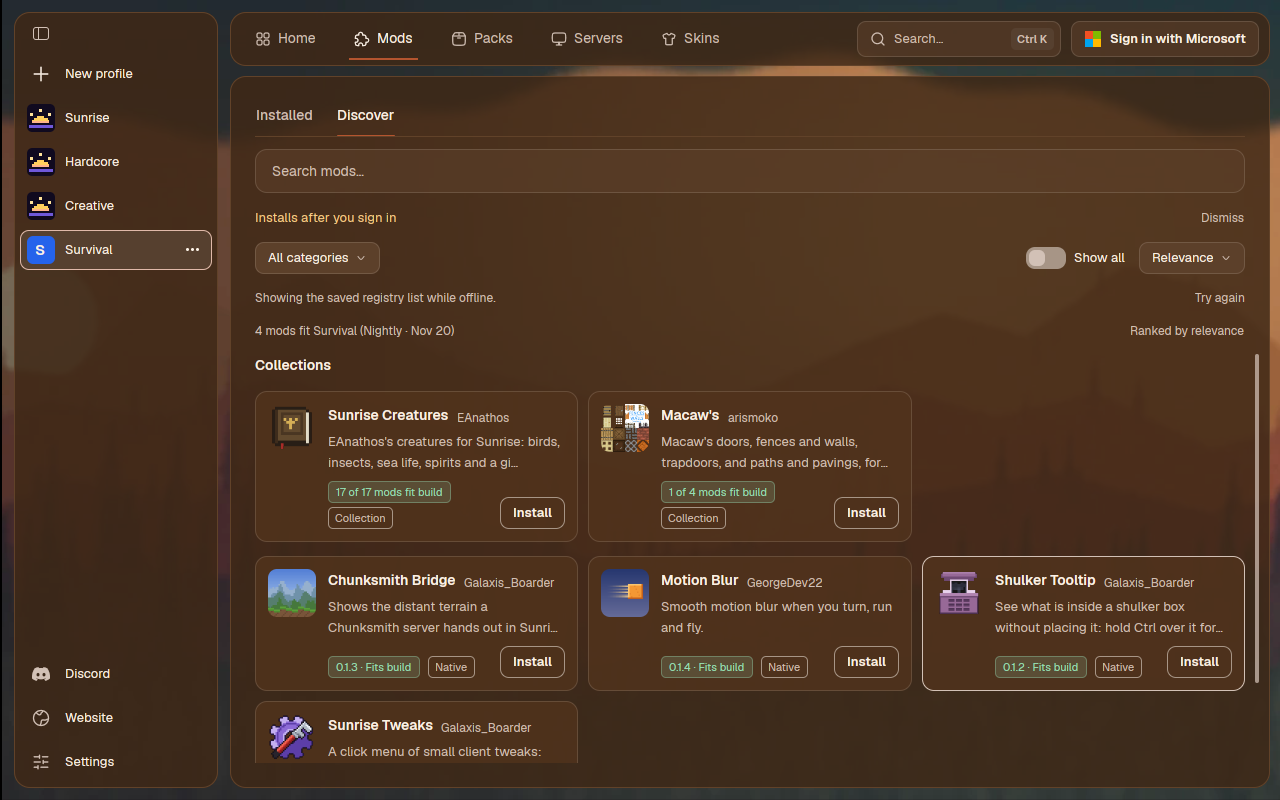 New profile
Sunrise
Hardcore
Creative
S Survival
Discord
Website
Settings
Home Mods Packs Servers Skins
Search... Ctrl K
Sign in with Microsoft
Installed Discover
Search mods...
Installs after you sign in Dismiss
All categories Show all Relevance
Showing the saved registry list while offline. Try again
4 mods fit Survival (Nightly · Nov 20) Ranked by relevance
Collections
Sunrise Creatures EAnathos
EAnathos's creatures for Sunrise: birds,
insects, sea life, spirits and a gi...
17 of 17 mods fit build
Collection
Install
Macaw's arismoko
Macaw's doors, fences and walls,
trapdoors, and paths and pavings, for...
1 of 4 mods fit build
Collection
Install
Chunksmith Bridge Galaxis_Boarder
Shows the distant terrain a
Chunksmith server hands out in Sunri...
0.1.3 · Fits build Native Install
Motion Blur GeorgeDev22
Smooth motion blur when you turn, run
and fly.
0.1.4 · Fits build Native Install
Shulker Tooltip Galaxis_Boarder
See what is inside a shulker box
without placing it: hold Ctrl over it for...
0.1.2 · Fits build Native Install
Sunrise Tweaks Galaxis_Boarder
A click menu of small client tweaks: